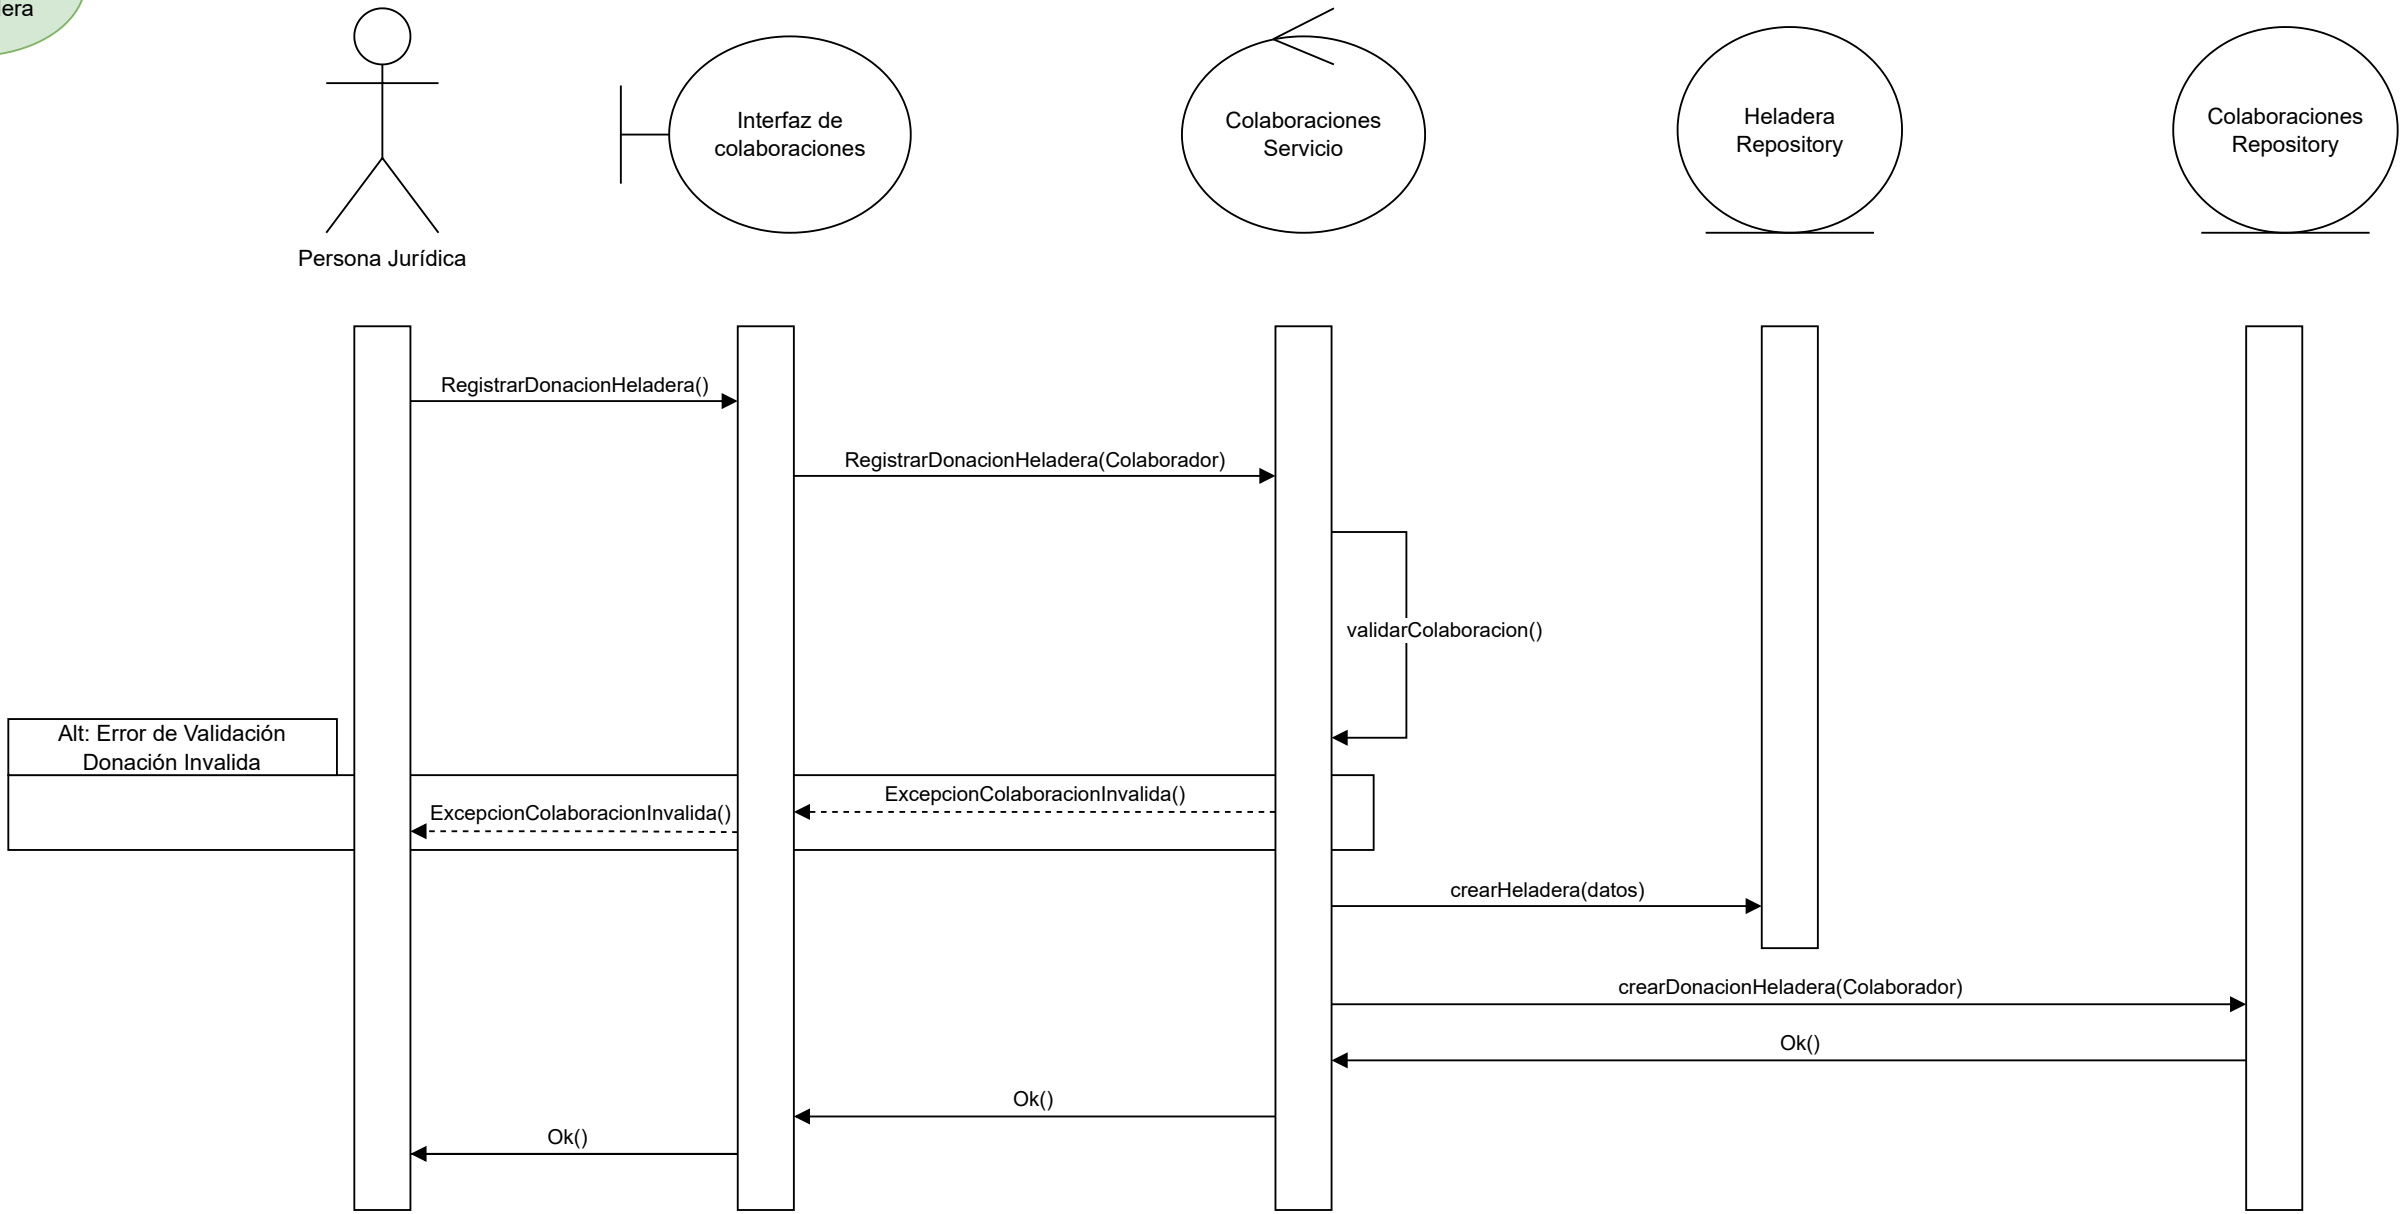 Interfaz de
colaboraciones
Colaboraciones
Servicio
Heladera
Repository
Colaboraciones
Repository
Persona Jurídica
RegistrarDonacionHeladera()
RegistrarDonacionHeladera(Colaborador)
validarColaboracion()
Alt: Error de Validación
Donación Invalida
ExcepcionColaboracionInvalida()
ExcepcionColaboracionInvalida()
crearHeladera(datos)
crearDonacionHeladera(Colaborador)
Ok()
Ok()
Ok()